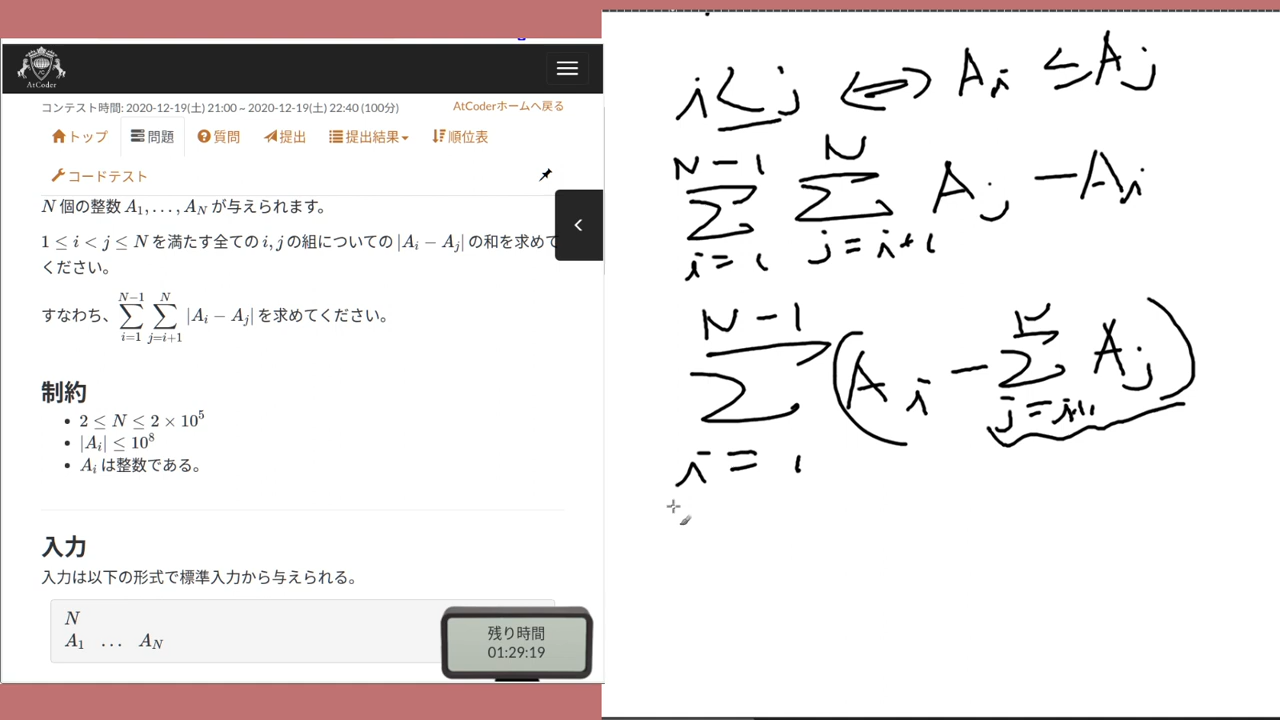 AtCoder
コンテスト時間: 2020-12-19(土) 21:00 ~ 2020-12-19(土) 22:40 (100分)
AtCoderホームへ戻る
トップ 問題 質問 提出 提出結果 順位表
コードテスト
N 個の整数 A_1, . . . , A_N が与えられます。
1 ≤ i < j ≤ N を満たす全ての i, j の組についての |A_i − A_j| の和を求めて
ください。
すなわち、∑_{i=1}^{N−1} ∑_{j=i+1}^{N} |A_i − A_j| を求めてください。
制約
• 2 ≤ N ≤ 2 × 10^5
• |A_i| ≤ 10^8
• A_i は整数である。
入力
入力は以下の形式で標準入力から与えられる。
N
A_1 . . . A_N
残り時間
01:29:19
i < j ⟺ A_i ≤ A_j
∑_{i=1}^{N−1} ∑_{j=i+1}^{N} A_j − A_i
∑_{i=1}^{N−1} (A_i − ∑_{j=i+1}^{N} A_j)